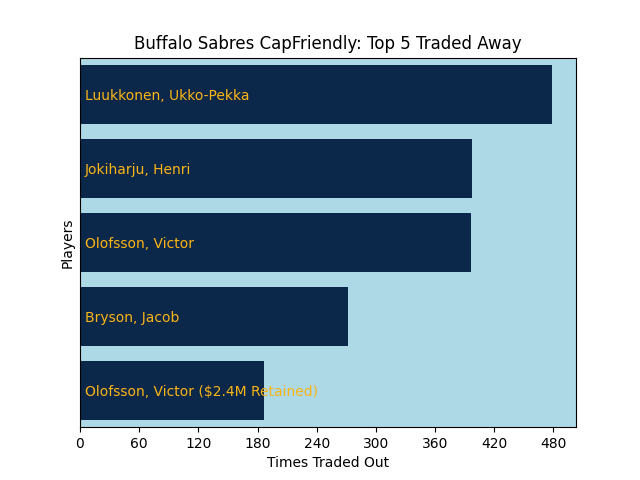 Buffalo Sabres CapFriendly: Top 5 Traded Away
Players
Luukkonen, Ukko-Pekka
Jokiharju, Henri
Olofsson, Victor
Bryson, Jacob
Olofsson, Victor ($2.4M Retained)
0 60 120 180 240 300 360 420 480
Times Traded Out